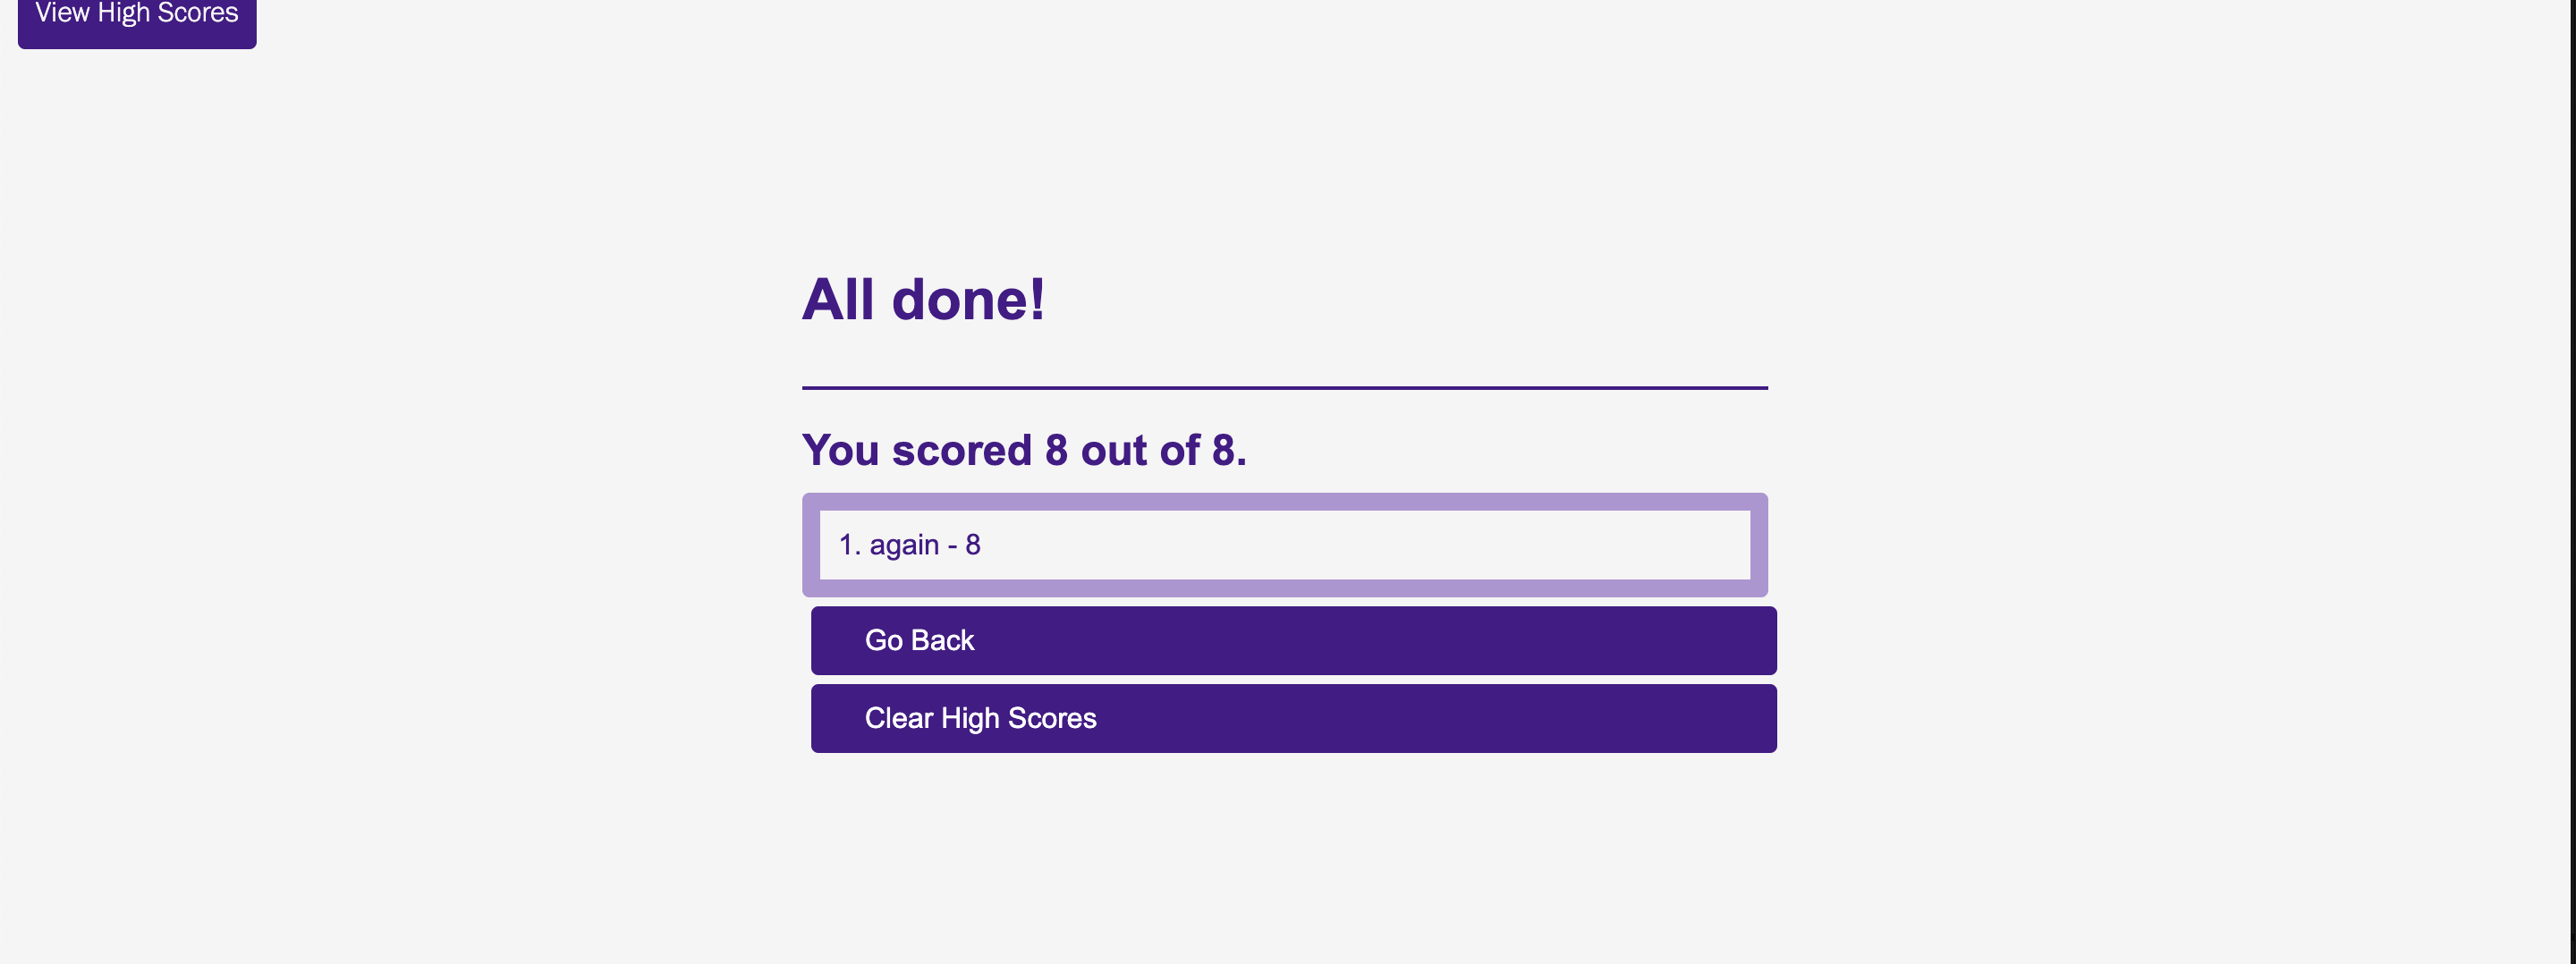 View High Scores
All done!
You scored 8 out of 8.
1. again - 8
Go Back
Clear High Scores